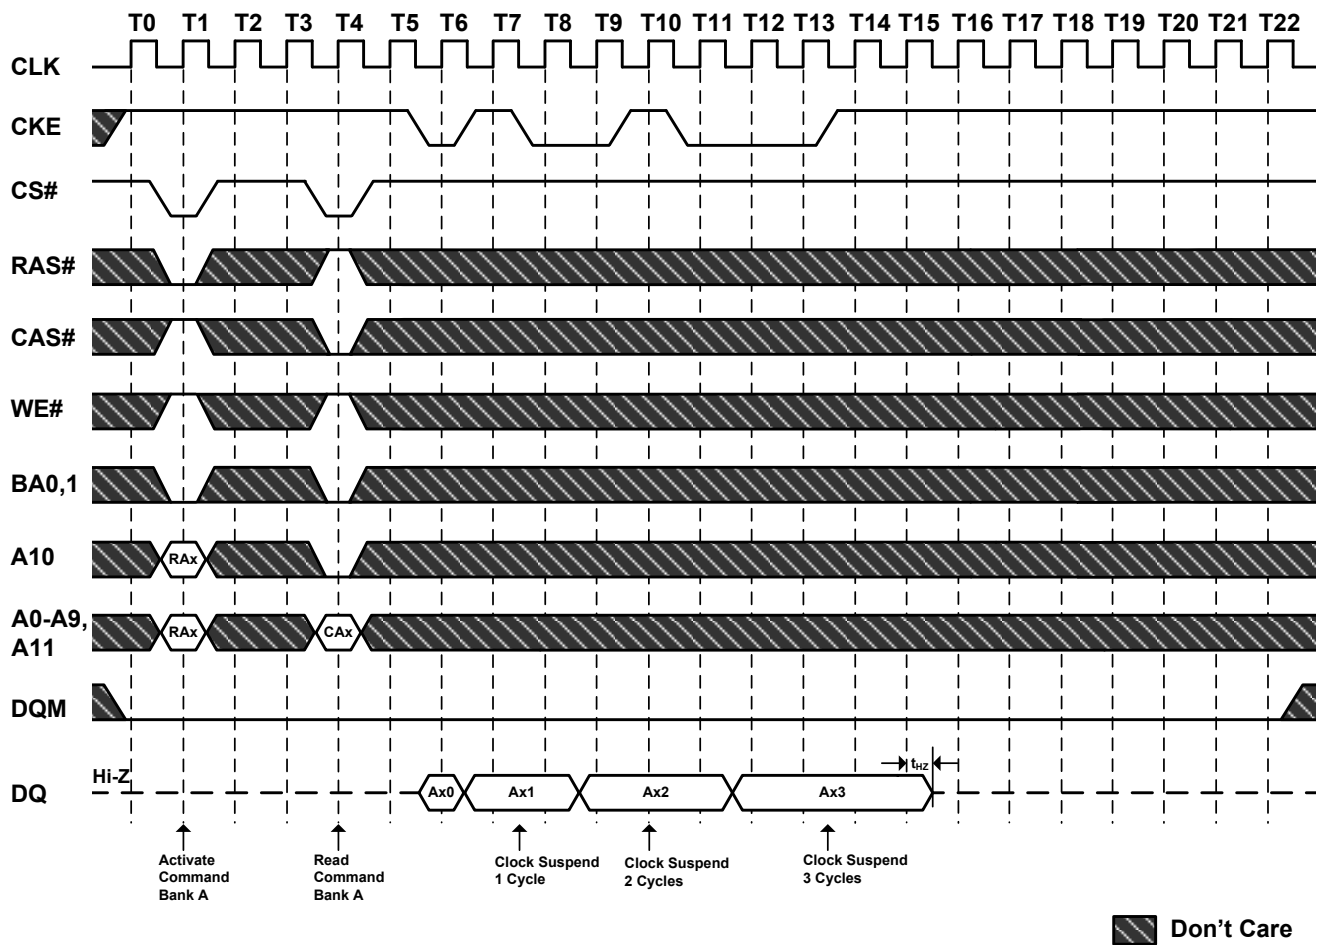 T0 T1 T2 T3 T4 T5 T6 T7 T8 T9 T10 T11 T12 T13 T14 T15 T16 T17 T18 T19 T20 T21 T22
CLK
CKE
CS#
RAS#
CAS#
WE#
BA0,1
A10
RAx
A0-A9,
A11
RAx
CAx
DQM
Hi-Z
tHZ
DQ
Ax0
Ax1
Ax2
Ax3
Activate
Command
Bank A
Read
Command
Bank A
Clock Suspend
1 Cycle
Clock Suspend
2 Cycles
Clock Suspend
3 Cycles
Don't Care